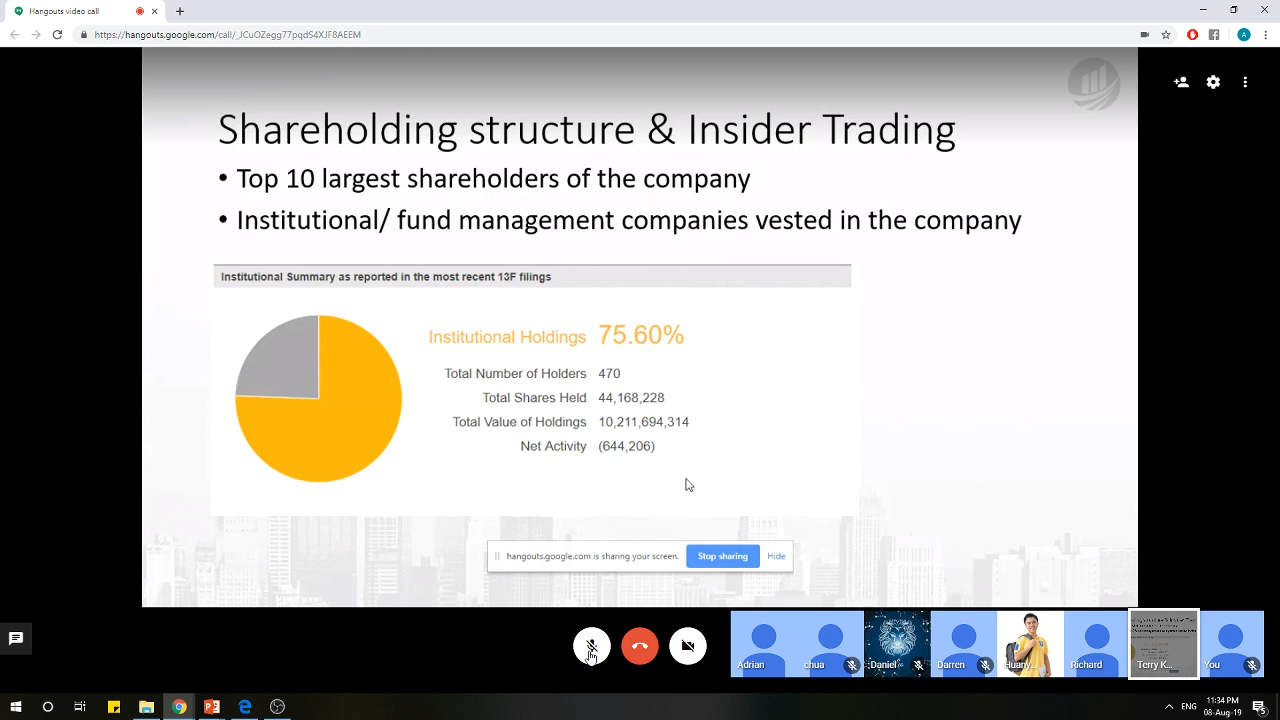 Hangouts video call
https://hangouts.google.com/call/_JCuOZegg77pqdS4XJF8AEEM
A
Shareholding structure & Insider Trading
• Top 10 largest shareholders of the company
• Institutional/ fund management companies vested in the company
Institutional Summary as reported in the most recent 13F filings
Institutional Holdings 75.60%
Total Number of Holders 470
Total Shares Held 44,168,228
Total Value of Holdings 10,211,694,314
Net Activity (644,206)
hangouts.google.com is sharing your screen. Stop sharing Hide
Adrian chua Daniel Darren Huany... Richard Terry K... You
11:34 PM
ENG
08-Aug-19